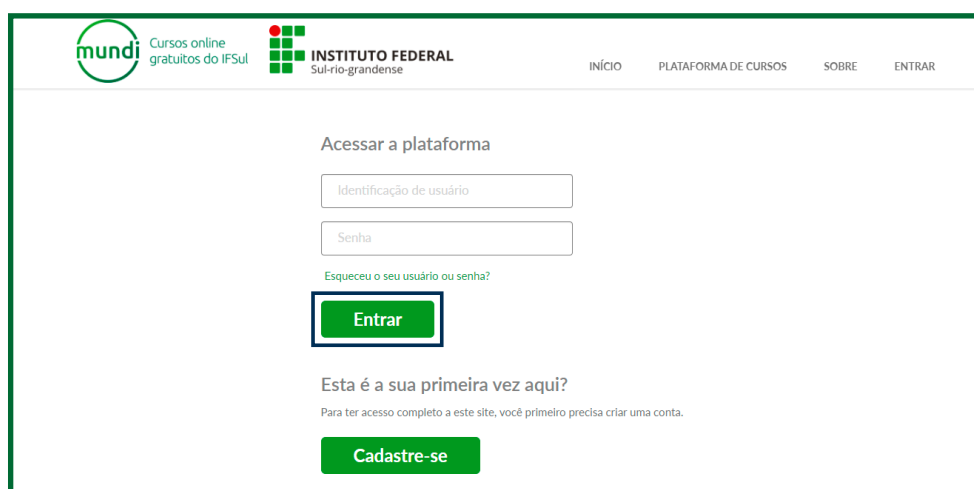 mundi
Cursos online
gratuitos do IFSul
INSTITUTO FEDERAL
Sul-rio-grandense
INÍCIO PLATAFORMA DE CURSOS SOBRE ENTRAR
Acessar a plataforma
Identificação de usuário
Senha
Esqueceu o seu usuário ou senha?
Entrar
Esta é a sua primeira vez aqui?
Para ter acesso completo a este site, você primeiro precisa criar uma conta.
Cadastre-se